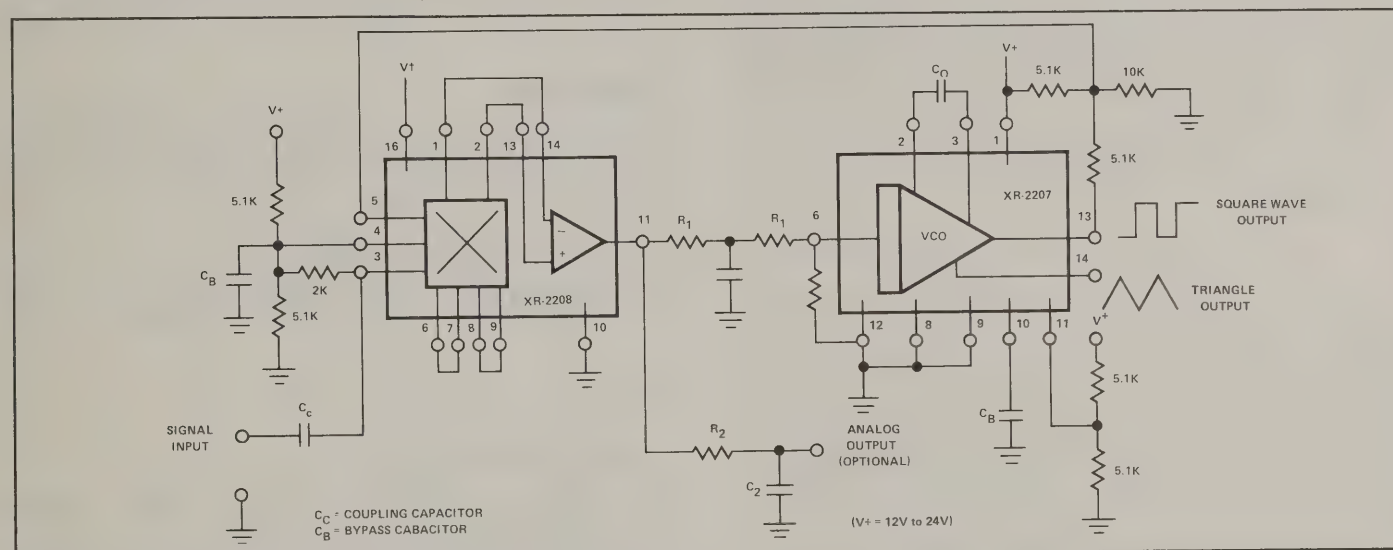 V+
V†
16
1
2
13
14
5.1K
5
4
3
C_B
2K
5.1K
XR-2208
6
7
8
9
10
11
R_1
R_1
6
C_O
2
3
V+
1
5.1K
10K
5.1K
XR-2207
VCO
13
14
SQUARE WAVE
OUTPUT
TRIANGLE
OUTPUT
V+
12
8
9
10
11
5.1K
C_B
5.1K
SIGNAL
INPUT
C_c
R_2
C_2
ANALOG
OUTPUT
(OPTIONAL)
C_C = COUPLING CAPACITOR
C_B = BYPASS CABACITOR
(V+ = 12V to 24V)